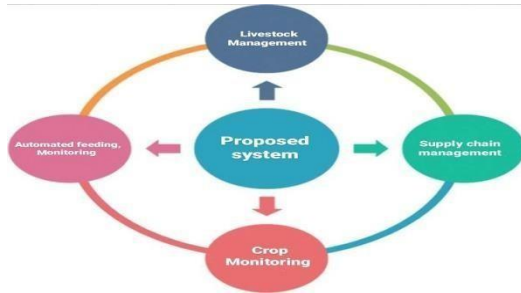 Livestock
Management
Automated feeding,
Monitoring
Proposed
system
Supply chain
management
Crop
Monitoring